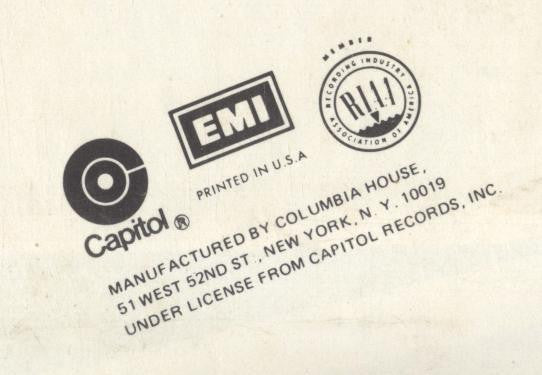 MEMBER
RECORDING INDUSTRY
RIAA
ASSOCIATION OF AMERICA
EMI
PRINTED IN U.S.A
Capitol ®
MANUFACTURED BY COLUMBIA HOUSE,
51 WEST 52ND ST., NEW YORK, N. Y. 10019
UNDER LICENSE FROM CAPITOL RECORDS, INC.